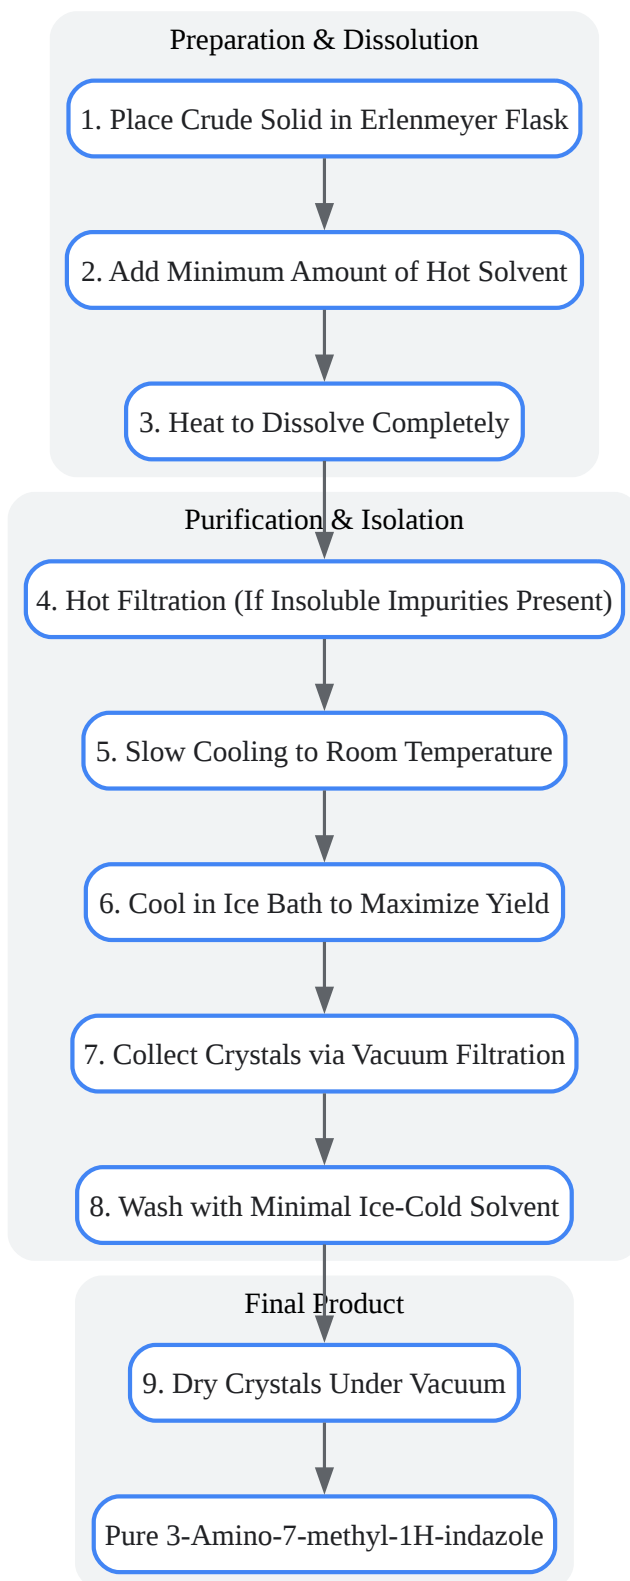 Preparation & Dissolution
1. Place Crude Solid in Erlenmeyer Flask
2. Add Minimum Amount of Hot Solvent
3. Heat to Dissolve Completely
Purification & Isolation
4. Hot Filtration (If Insoluble Impurities Present)
5. Slow Cooling to Room Temperature
6. Cool in Ice Bath to Maximize Yield
7. Collect Crystals via Vacuum Filtration
8. Wash with Minimal Ice-Cold Solvent
Final Product
9. Dry Crystals Under Vacuum
Pure 3-Amino-7-methyl-1H-indazole